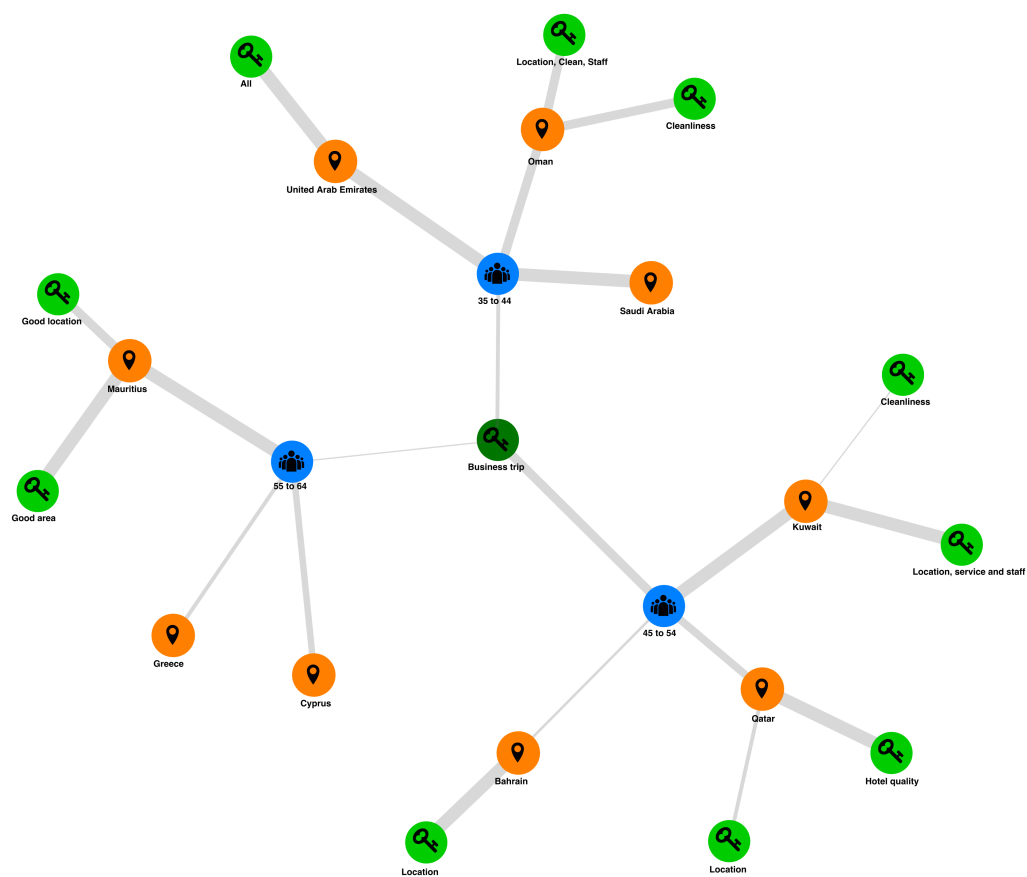 Location, Clean, Staff
All
Cleanliness
Oman
United Arab Emirates
35 to 44
Saudi Arabia
Good location
Mauritius
Cleanliness
Business trip
55 to 64
Good area
Kuwait
Location, service and staff
45 to 54
Greece
Cyprus
Qatar
Bahrain
Hotel quality
Location
Location